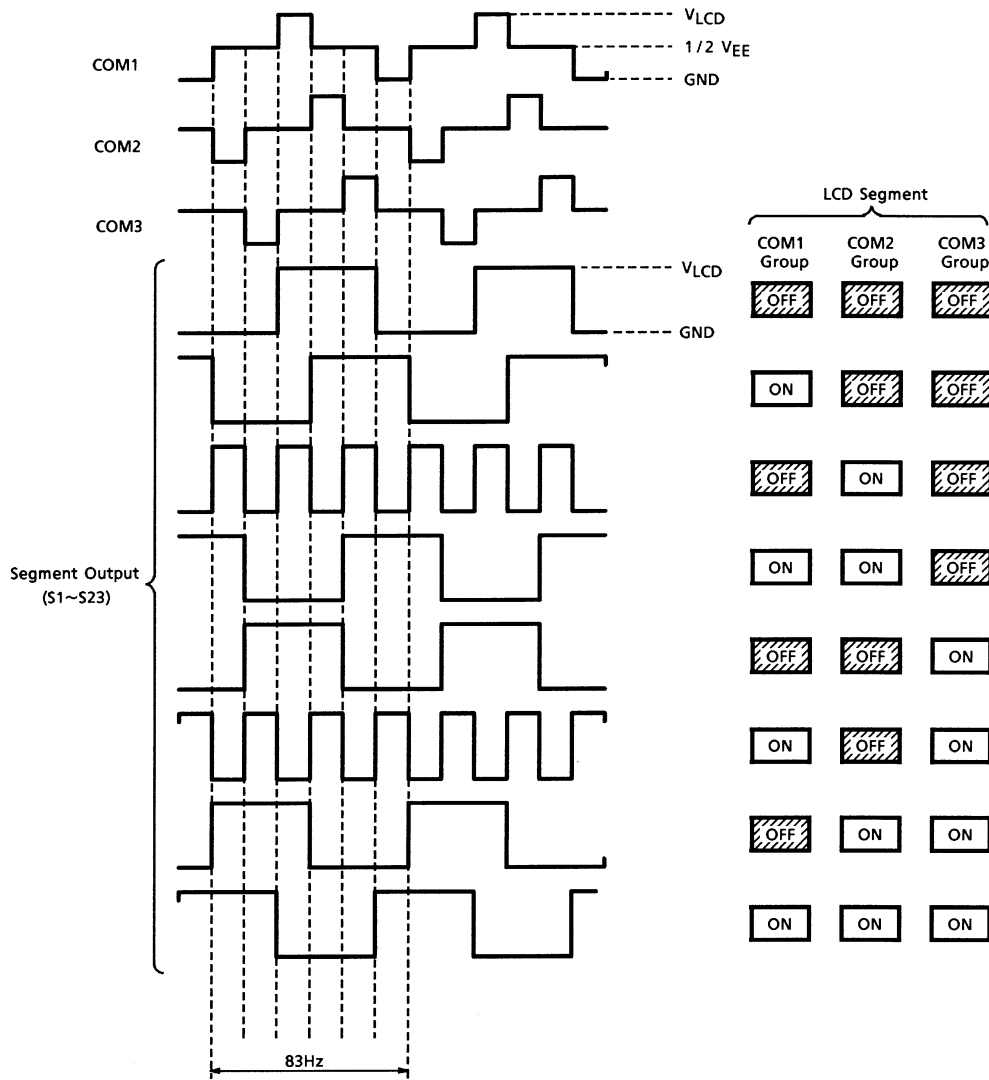 VLCD
1/2 VEE
COM1
GND
COM2
COM3
LCD Segment
COM1 Group
COM2 Group
COM3 Group
VLCD
GND
OFF OFF OFF
ON OFF OFF
OFF ON OFF
ON ON OFF
Segment Output
(S1~S23)
OFF OFF ON
ON OFF ON
OFF ON ON
ON ON ON
83Hz